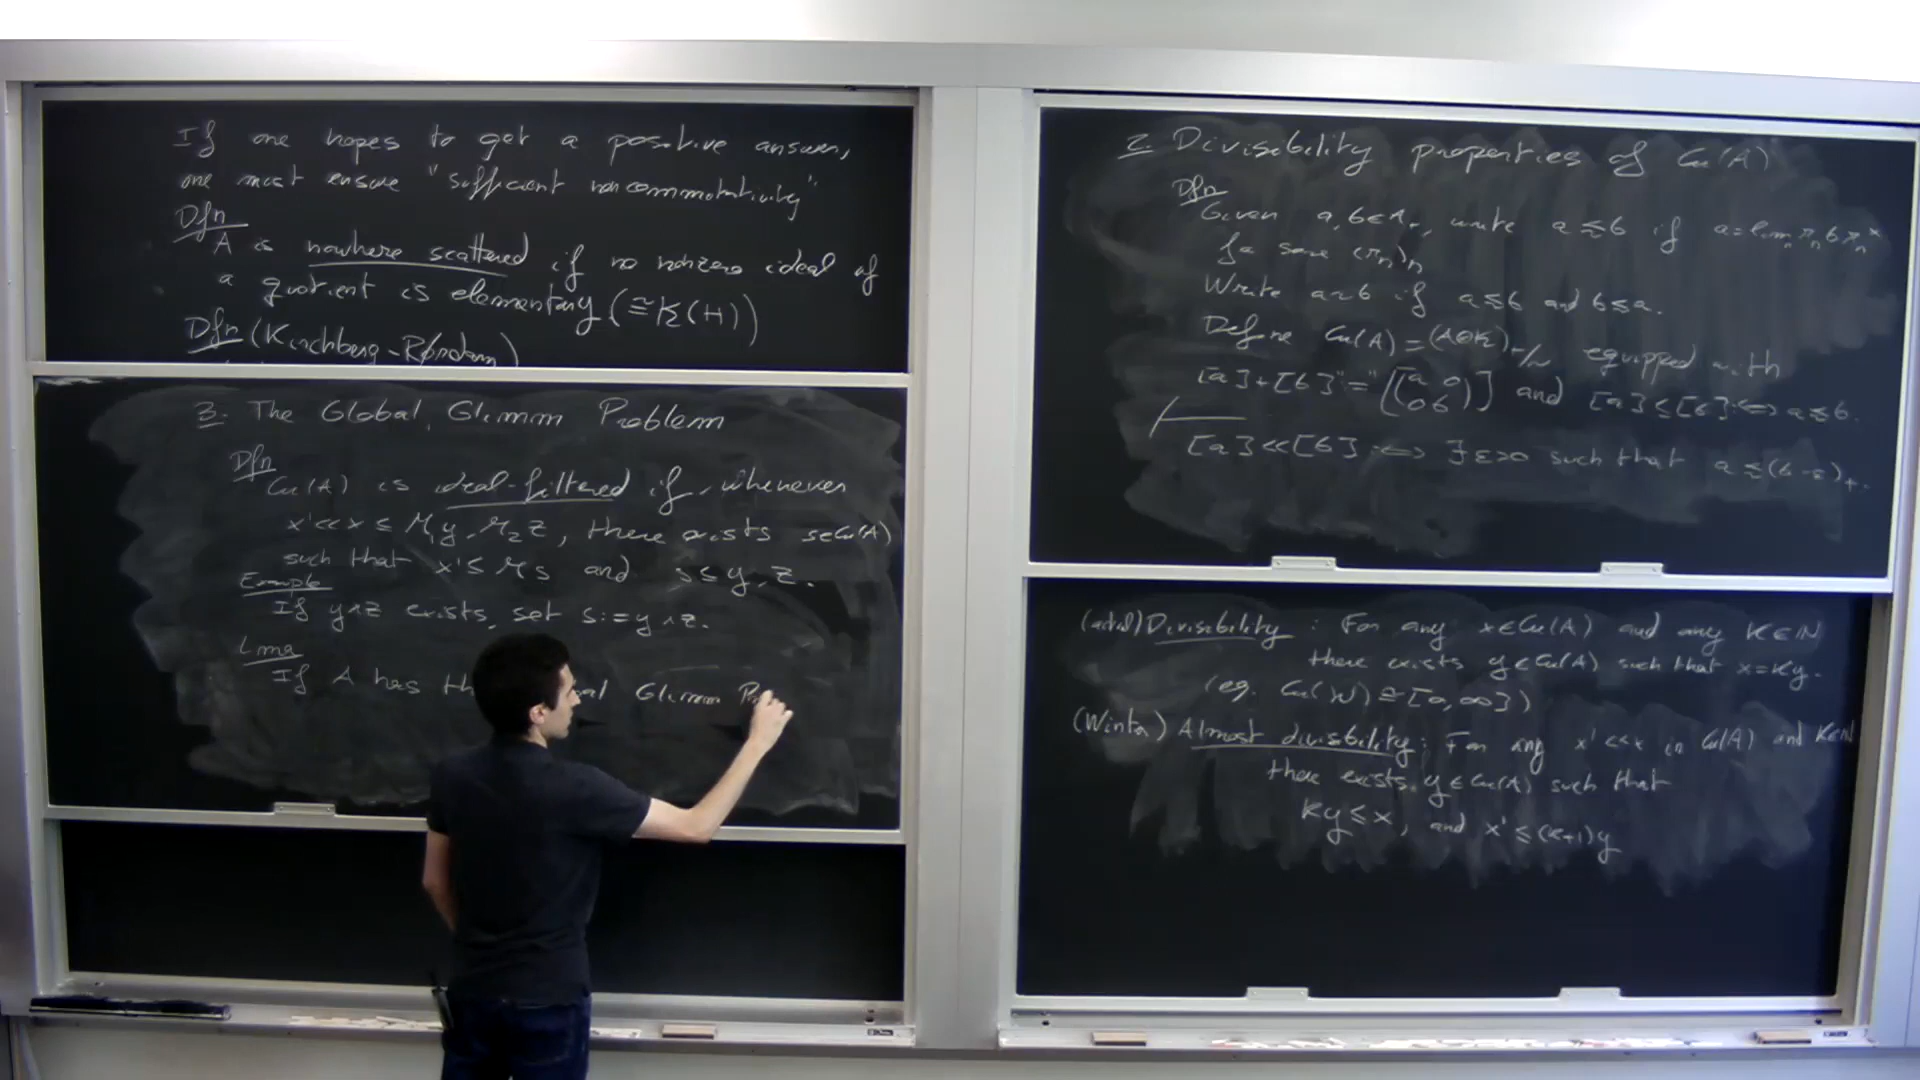 If one hopes to get a positive answer,
one must ensure "sufficient noncommutativity".
Dfn
A is nowhere scattered if no nonzero ideal of
a quotient is elementary (≅K(H))
Dfn (Kirchberg-Rørdam)
3. The Global Glimm Problem
Dfn
Cu(A) is ideal-filtered if, whenever
x'<<x ≤ M₁y, M₂z, there exists s∈Cu(A)
such that x' ≤ Ms and s ≤ y, z.
Example
If y∧z exists, set s:=y∧z.
Lma
If A has th al Glimm P
2. Divisibility properties of Cu(A)
Dfn
Given a, b∈A₊, write a≾b if a=limₙ rₙ b rₙ*
for some (rₙ)ₙ
Write a~b if a≾b and b≾a.
Define Cu(A)=(A⊗K)₊/~ equipped with
[a]+[b]"="[(a 0 0 b)] and [a]≤[b]:⟺ a≾b.
[a]<<[b] ⟺ ∃ε>0 such that a≾(b-ε)₊.
Divisibility: For any x∈Cu(A) and any K∈ℕ
there exists y∈Cu(A) such that x=Ky.
(eg. Cu(W)≅[0,∞])
(Winter) Almost divisibility: For any x'<<x in Cu(A) and K∈ℕ
there exists y∈Cu(A) such that
Ky≤x, and x'≤(K+1)y